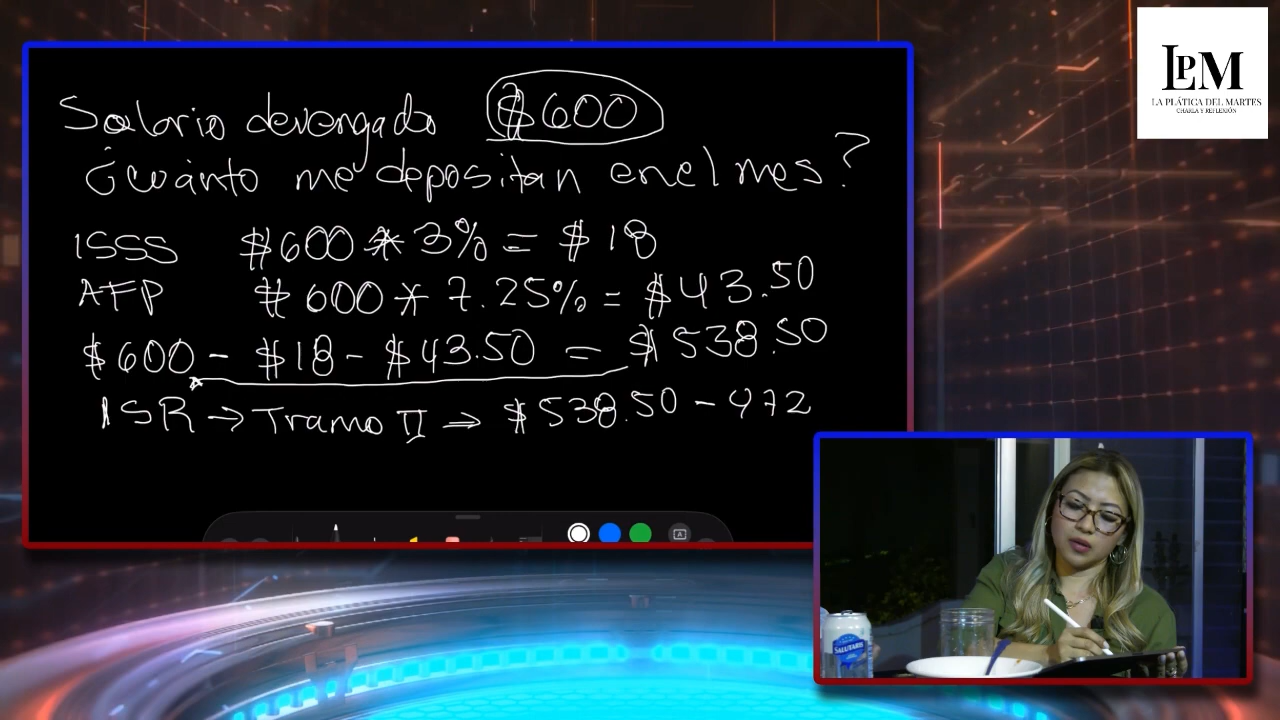 Salario devengado $600
¿cuánto me depositan en el mes?
ISSS $600 * 3% = $18
AFP $600 * 7.25% = $43.50
$600 - $18 - $43.50 = $538.50
ISR → Tramo II ⇒ $538.50 - 472
LPM
LA PLÁTICA DEL MARTES
CHARLA Y REFLEXIÓN
SALUTARIS